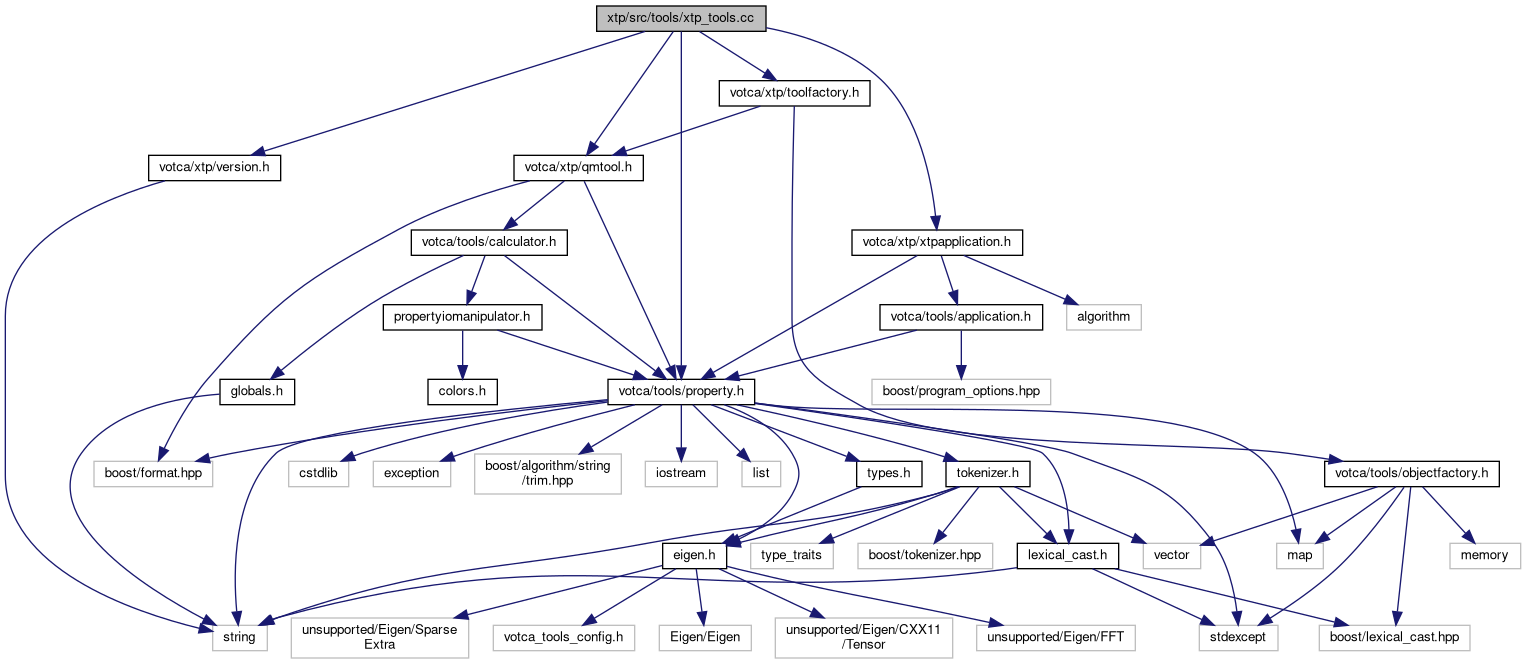 xtp/src/tools/xtp_tools.cc
votca/xtp/toolfactory.h
votca/xtp/version.h
votca/xtp/qmtool.h
votca/tools/calculator.h
votca/xtp/xtpapplication.h
propertyiomanipulator.h
votca/tools/application.h
algorithm
globals.h
colors.h
votca/tools/property.h
boost/program_options.hpp
boost/format.hpp
cstdlib
exception
boost/algorithm/string
/trim.hpp
iostream
list
types.h
tokenizer.h
votca/tools/objectfactory.h
eigen.h
type_traits
boost/tokenizer.hpp
lexical_cast.h
vector
map
memory
string
unsupported/Eigen/Sparse
Extra
votca_tools_config.h
Eigen/Eigen
unsupported/Eigen/CXX11
/Tensor
unsupported/Eigen/FFT
stdexcept
boost/lexical_cast.hpp